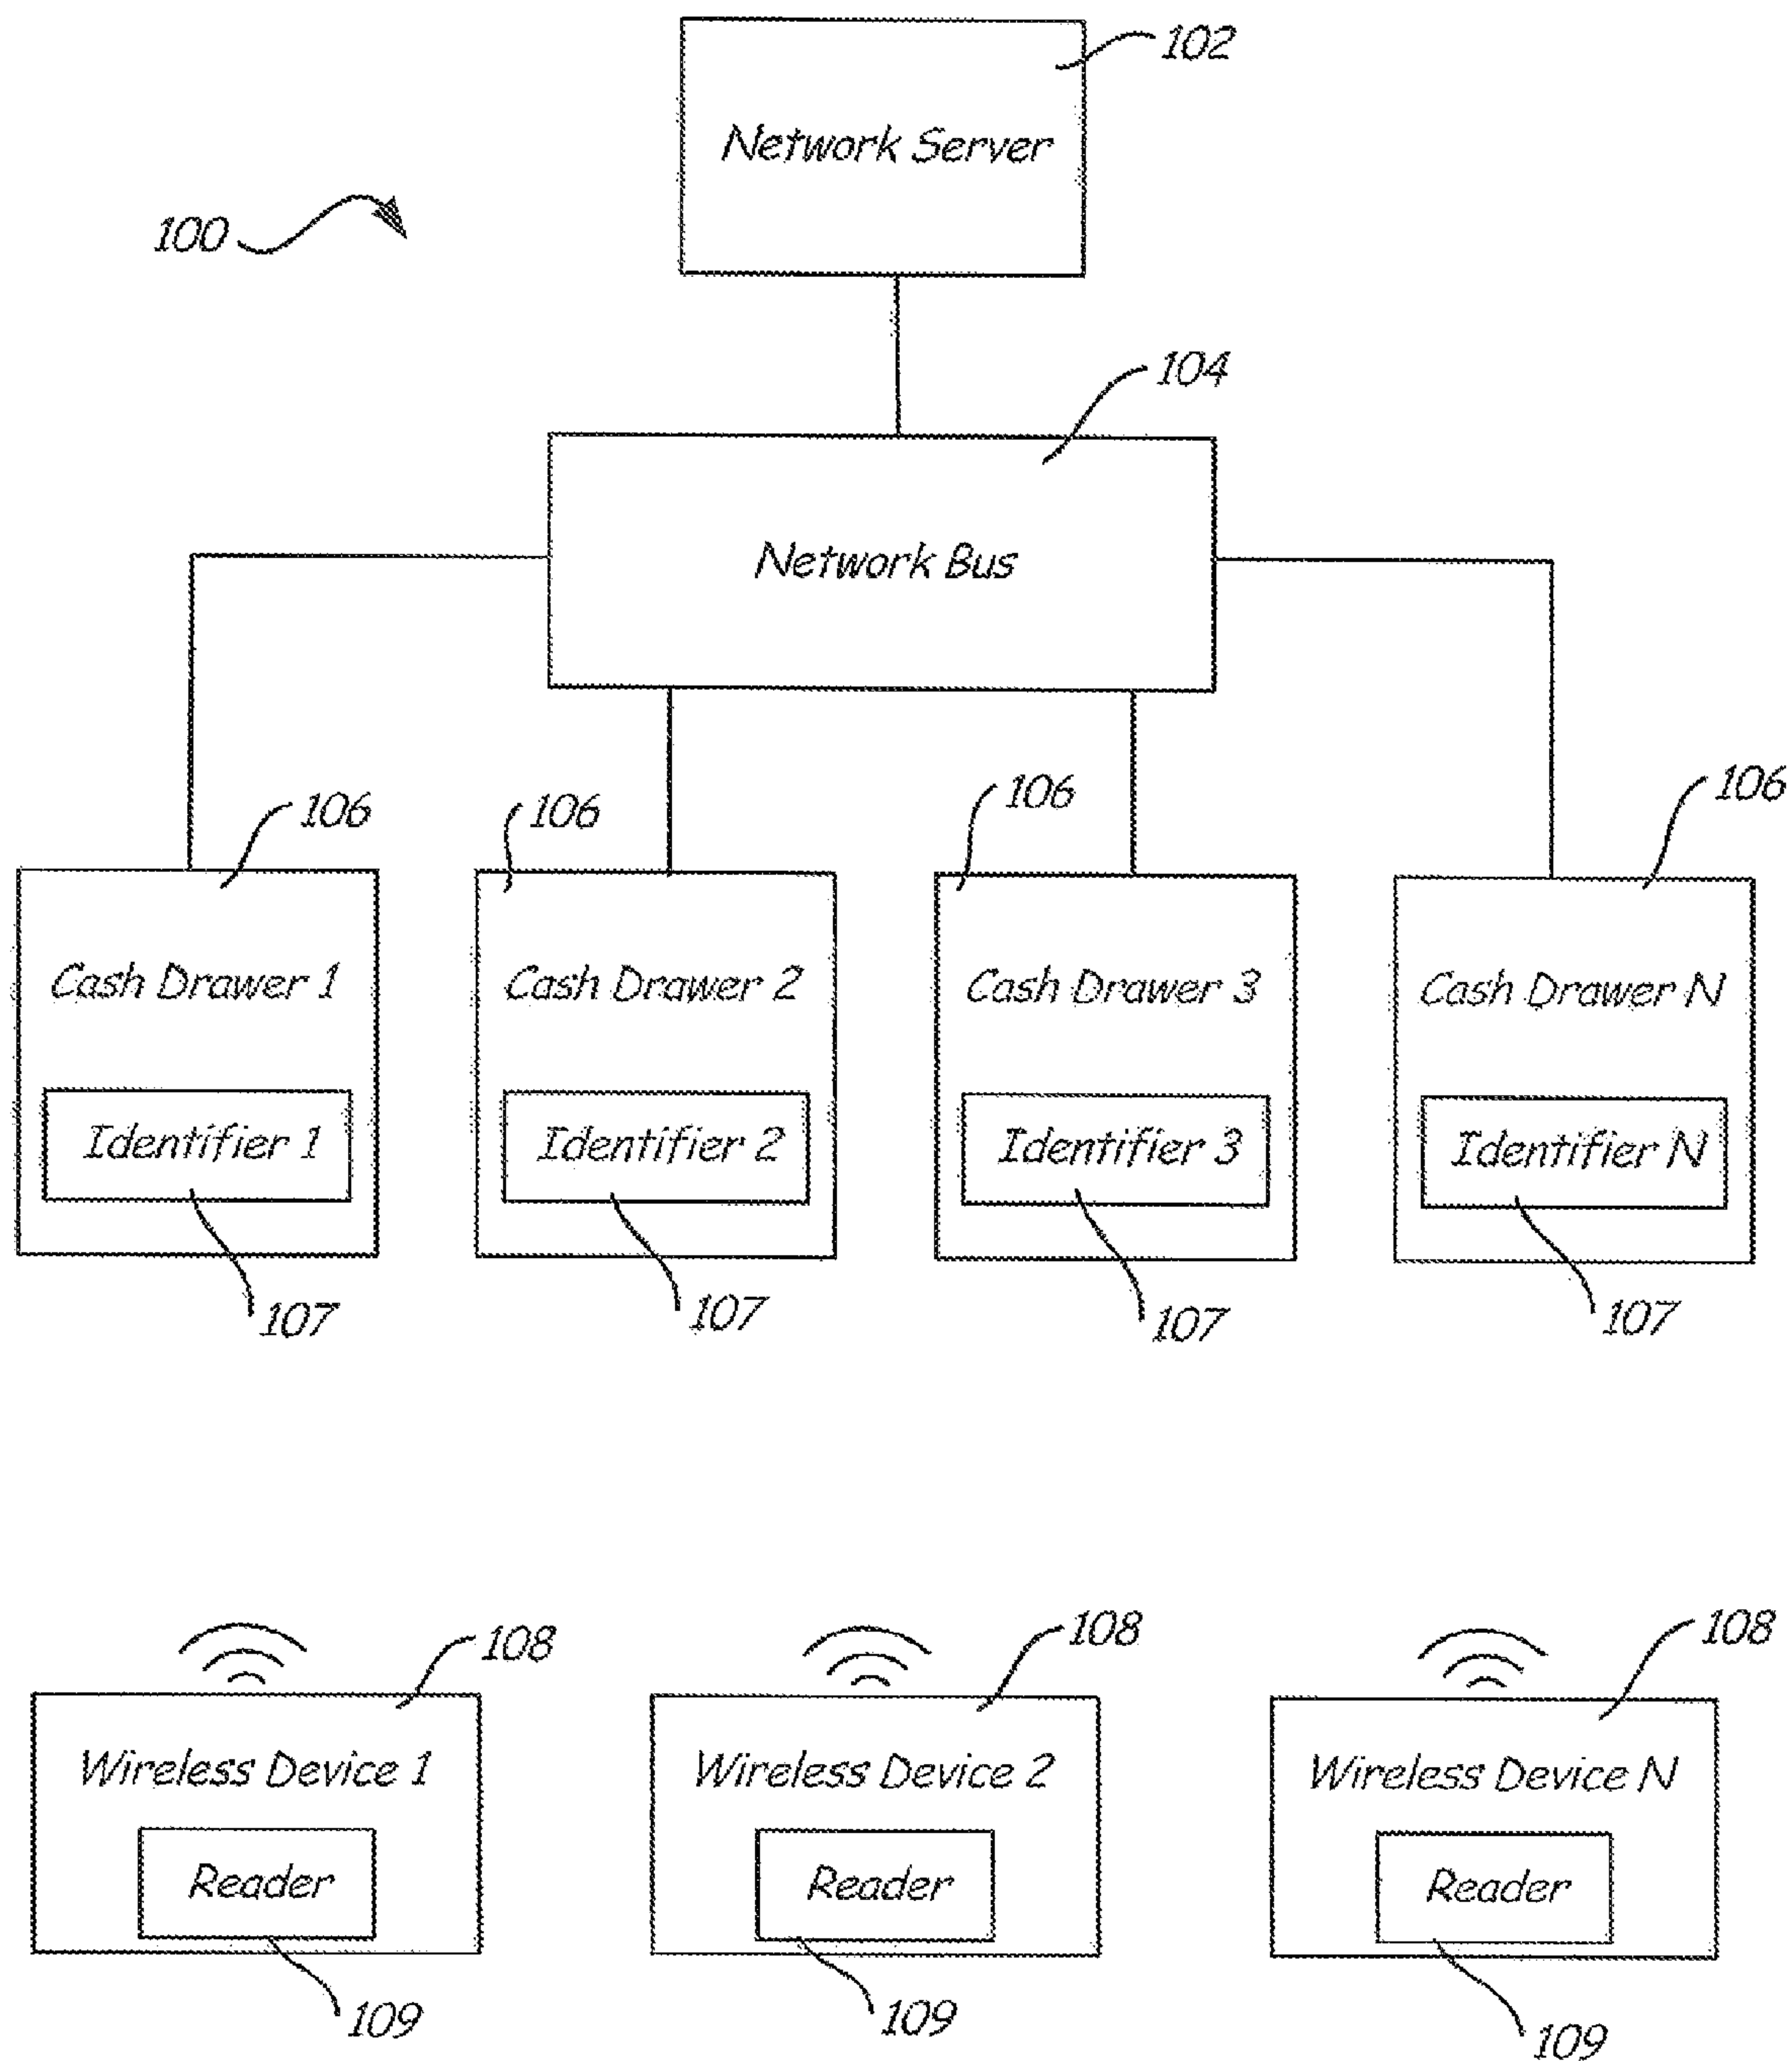 102
Network Server
100
104
Network Bus
106
106
106
106
Cash Drawer 1
Cash Drawer 2
Cash Drawer 3
Cash Drawer N
Identifier 1
Identifier 2
Identifier 3
Identifier N
107
107
107
107
108
108
108
Wireless Device 1
Wireless Device 2
Wireless Device N
Reader
Reader
Reader
109
109
109